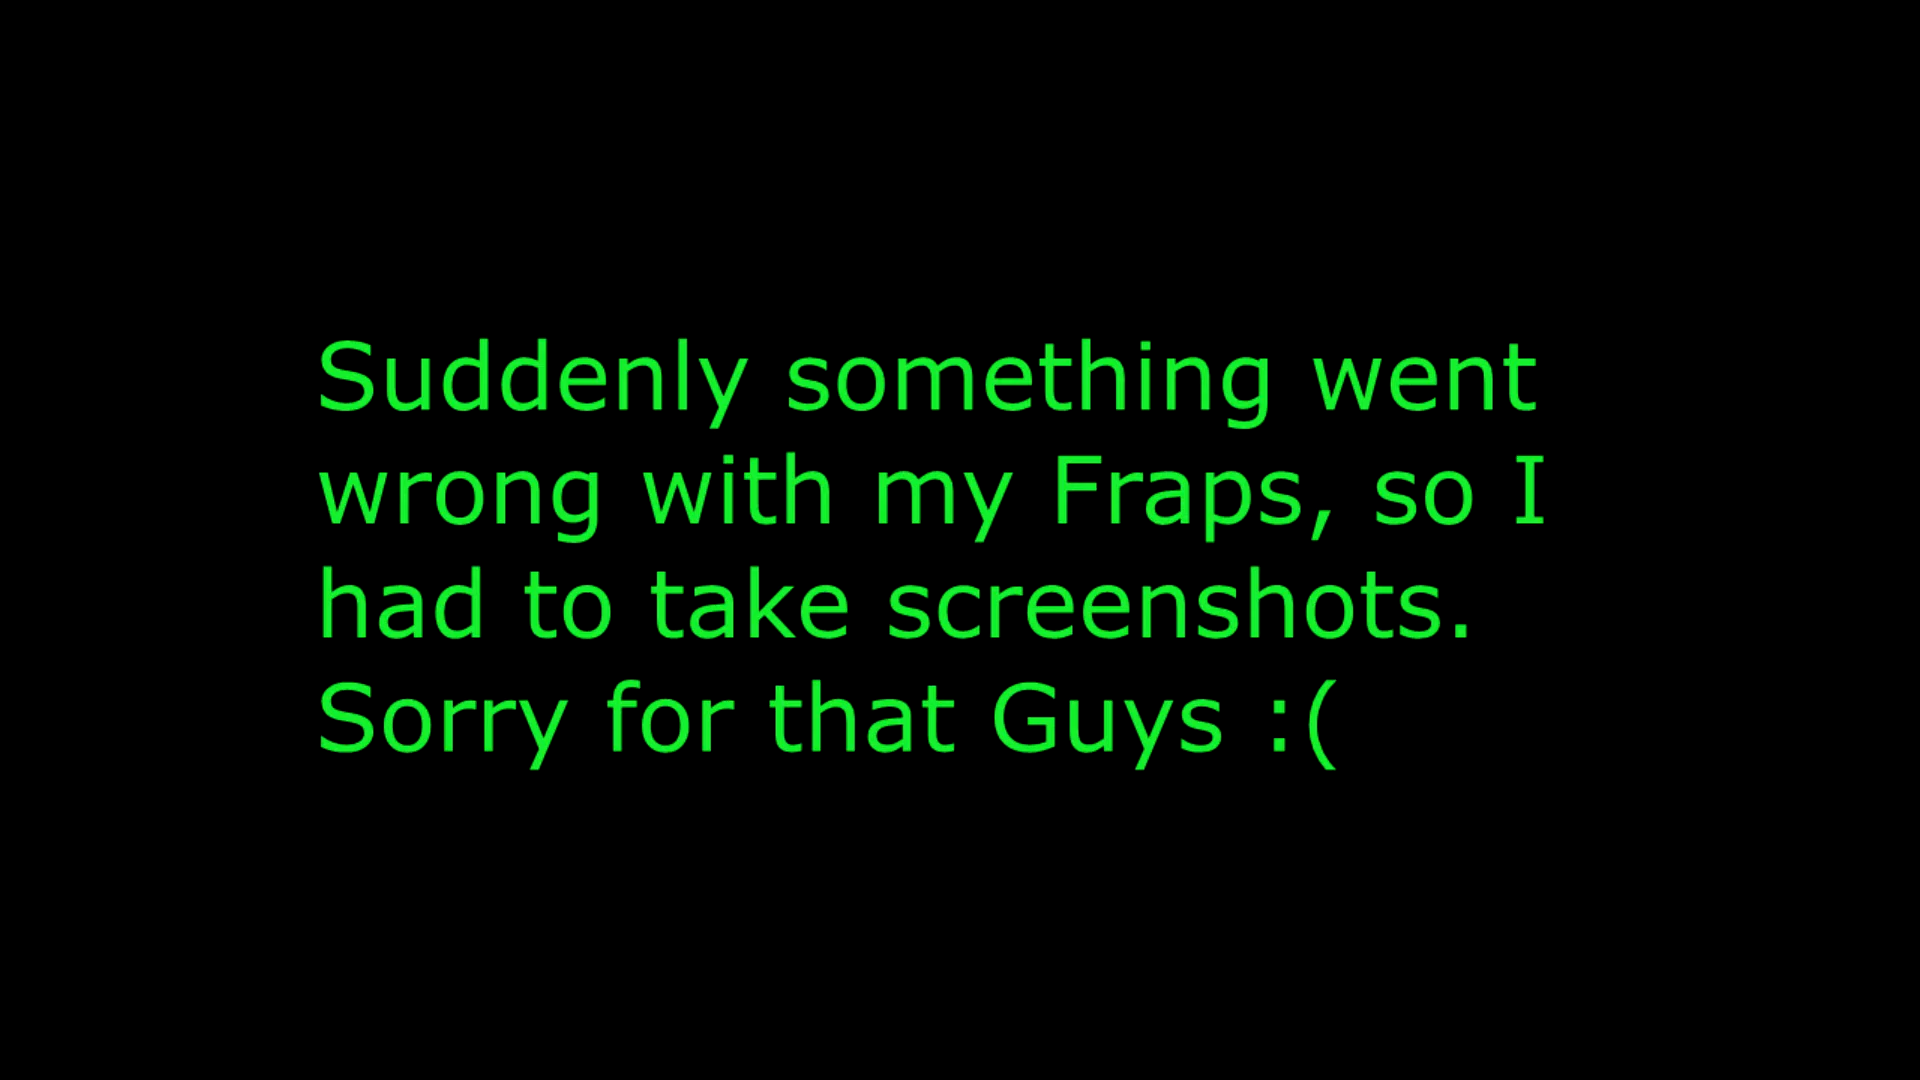 Suddenly something went
wrong with my Fraps, so I
had to take screenshots.
Sorry for that Guys :(